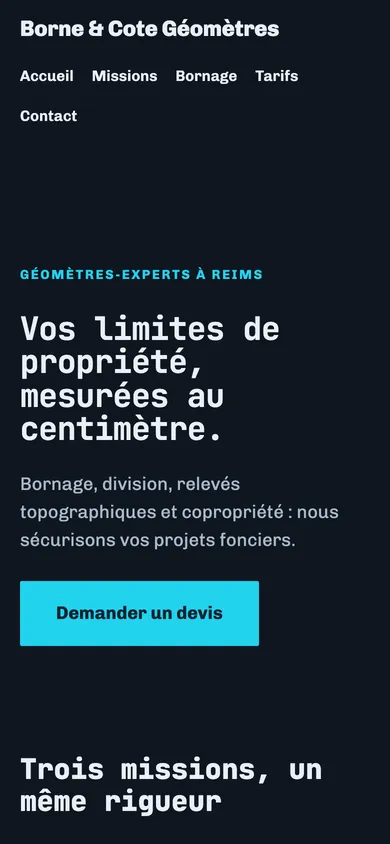 Borne & Cote Géomètres
Accueil Missions Bornage Tarifs
Contact
GÉOMÈTRES-EXPERTS À REIMS
Vos limites de
propriété,
mesurées au
centimètre.
Bornage, division, relevés
topographiques et copropriété : nous
sécurisons vos projets fonciers.
Demander un devis
Trois missions, un
même rigueur